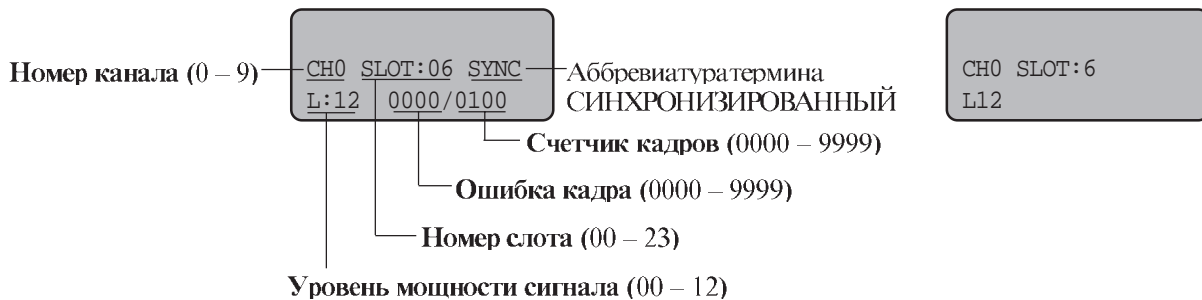 Номер канала (0 – 9) CH0 SLOT:06 SYNC Аббревиатуратермина CH0 SLOT:6
L:12 0000/0100 СИНХРОНИЗИРОВАННЫЙ L12
Счетчик кадров (0000 – 9999)
Ошибка кадра (0000 – 9999)
Номер слота (00 – 23)
Уровень мощности сигнала (00 – 12)